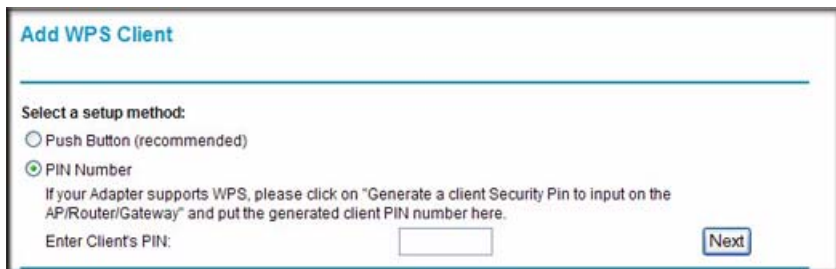 Add WPS Client
Select a setup method:
Push Button (recommended)
PIN Number
If your Adapter supports WPS, please click on "Generate a client Security Pin to input on the
AP/Router/Gateway" and put the generated client PIN number here.
Enter Client's PIN:
Next